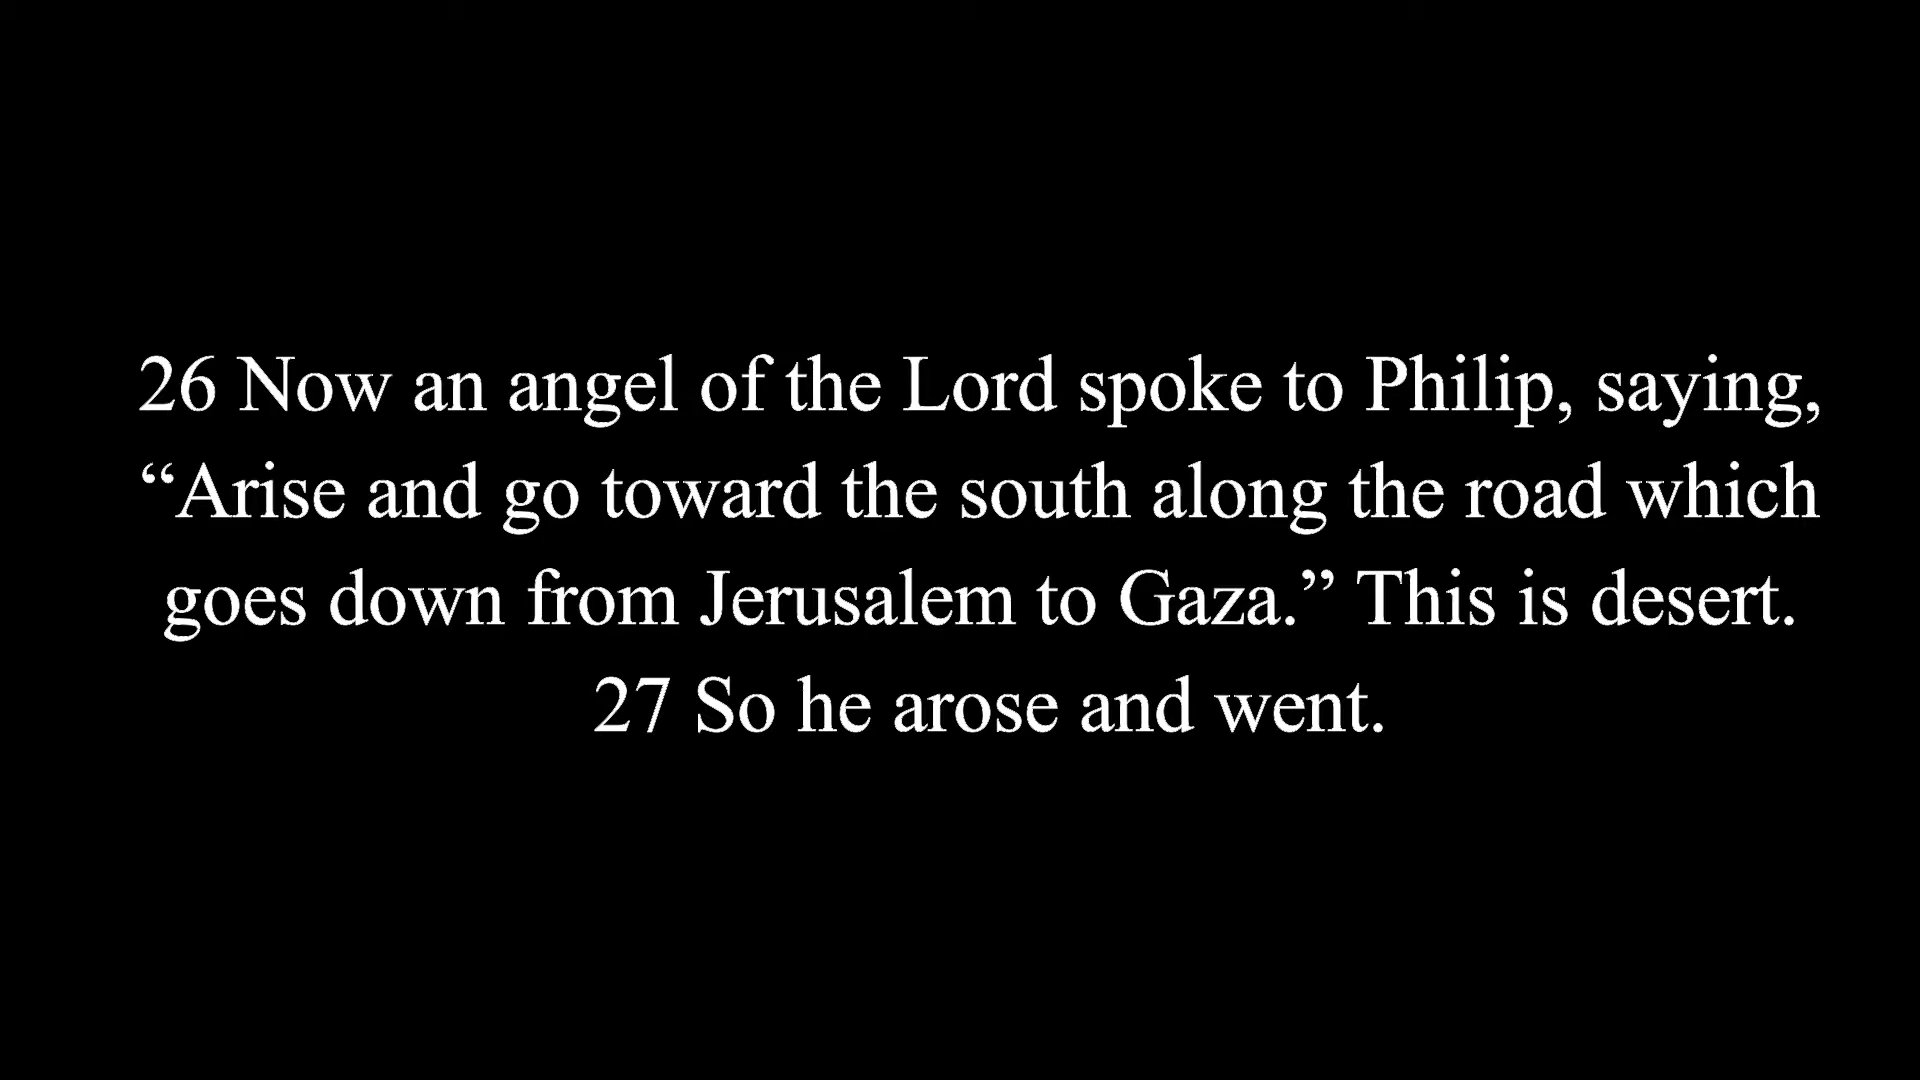 26 Now an angel of the Lord spoke to Philip, saying,
“Arise and go toward the south along the road which
goes down from Jerusalem to Gaza.” This is desert.
27 So he arose and went.